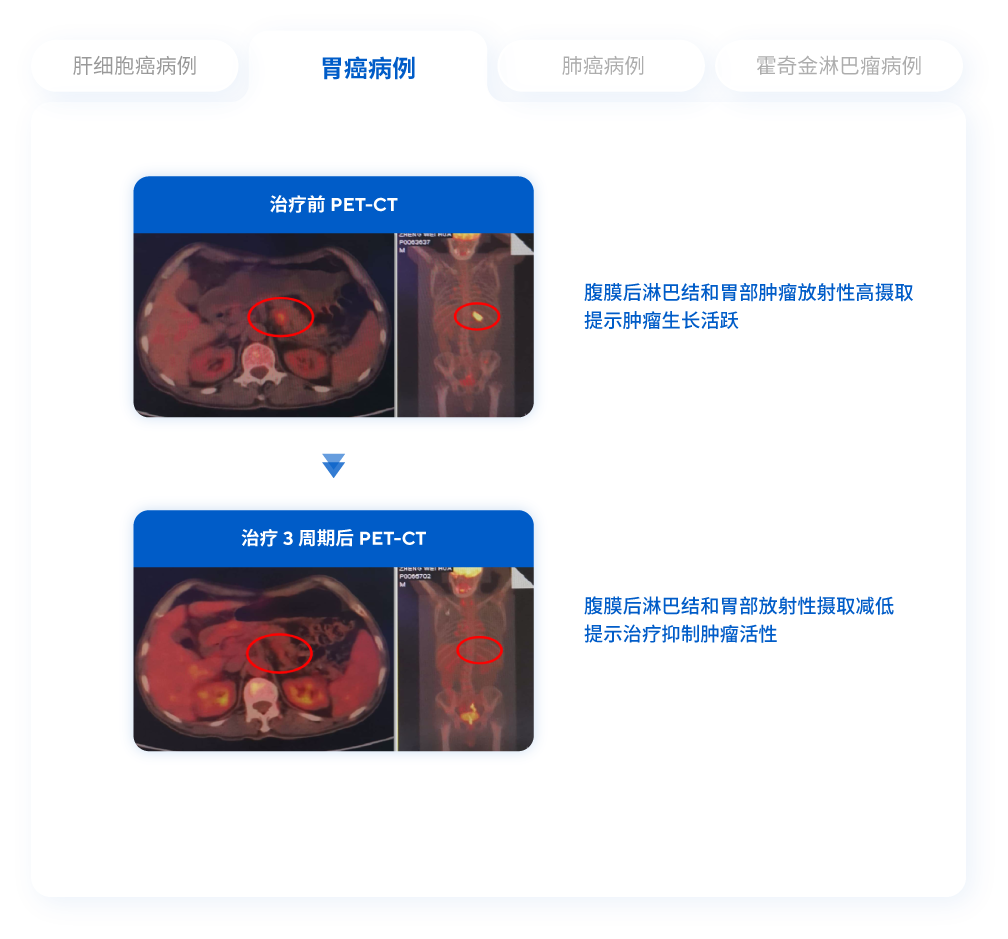 肝细胞癌病例
胃癌病例
肺癌病例
霍奇金淋巴瘤病例
治疗前 PET-CT
ZHENG WEI HUA
P0063637
M
腹膜后淋巴结和胃部肿瘤放射性高摄取
提示肿瘤生长活跃
治疗 3 周期后 PET-CT
ZHENG WEI HUA
P0066702
M
腹膜后淋巴结和胃部放射性摄取减低
提示治疗抑制肿瘤活性